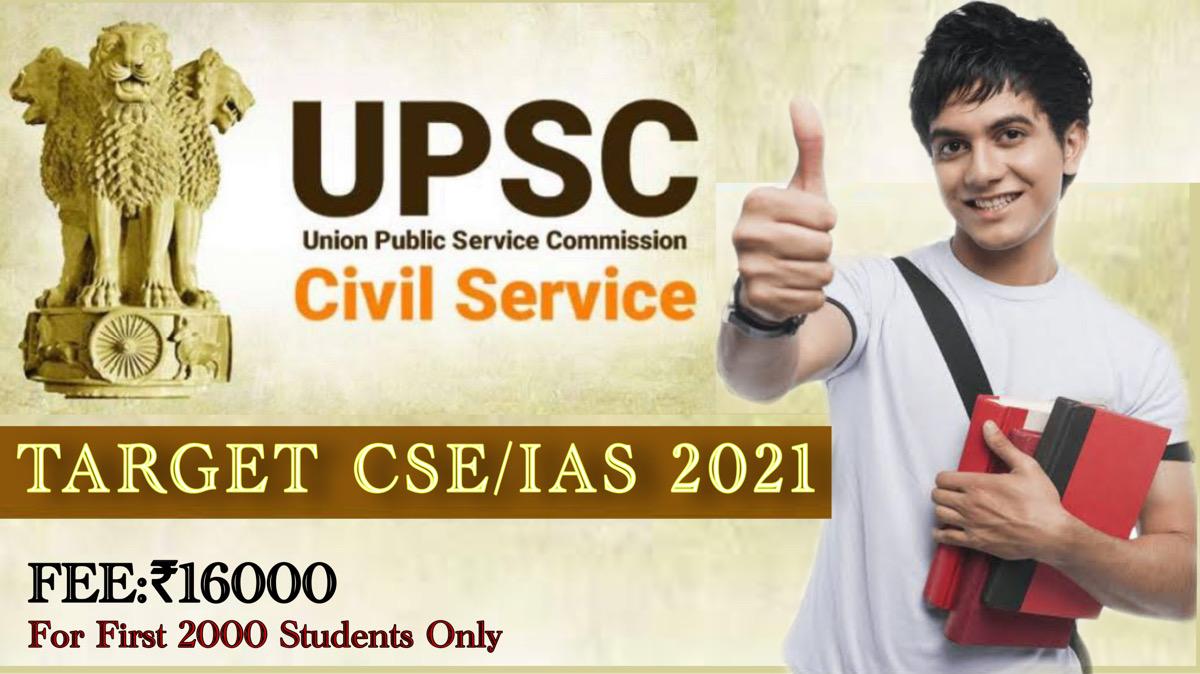 UPSC
Union Public Service Commission
Civil Service
TARGET CSE/IAS 2021
FEE:₹16000
For First 2000 Students Only